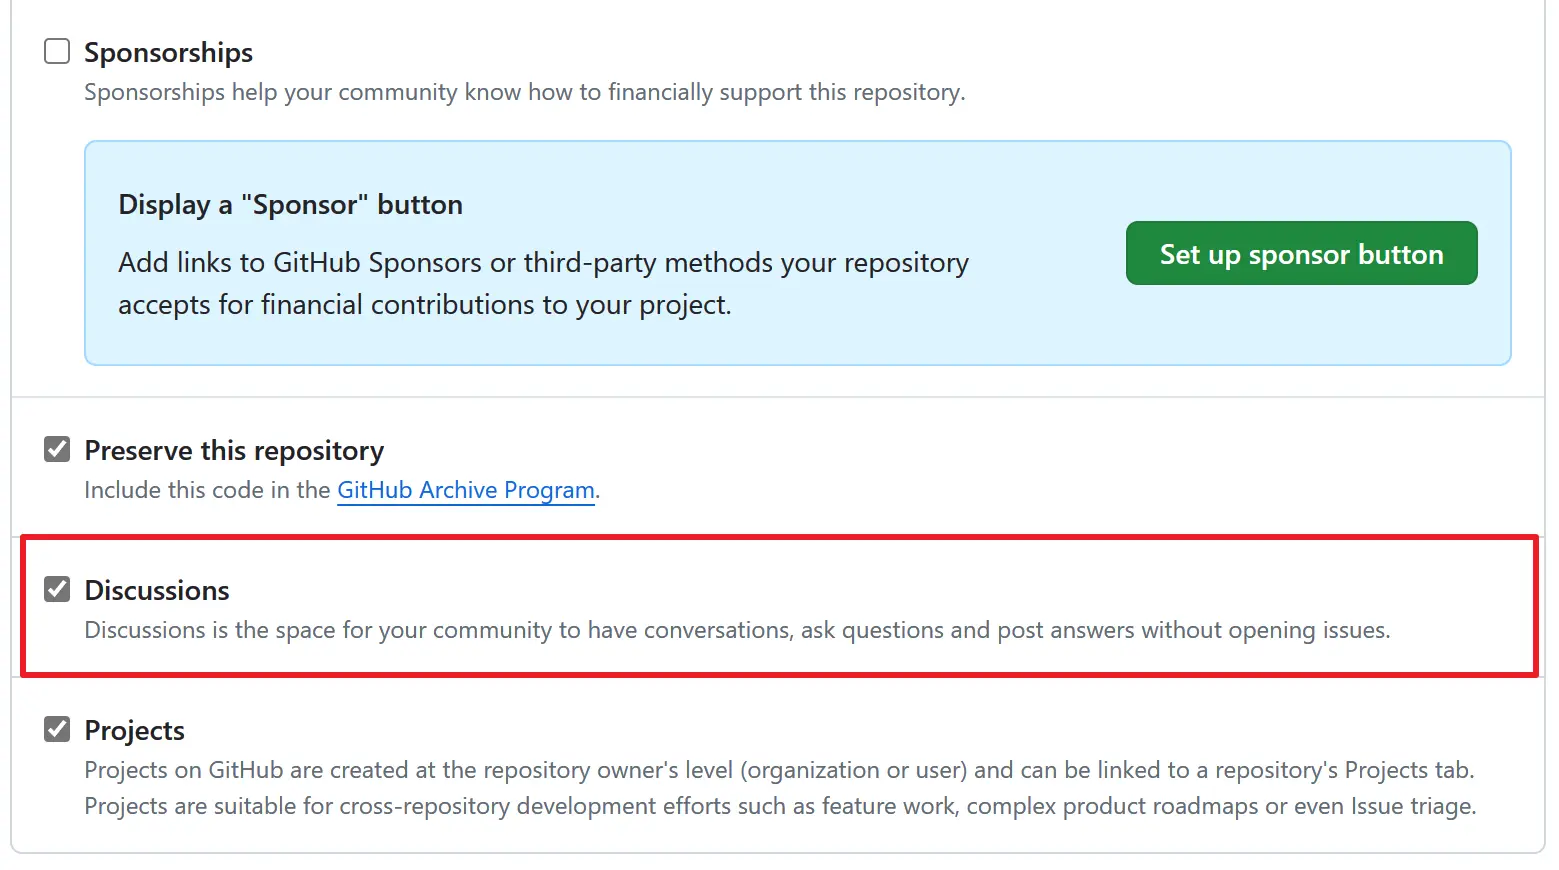 Sponsorships
Sponsorships help your community know how to financially support this repository.
Display a "Sponsor" button
Add links to GitHub Sponsors or third-party methods your repository
accepts for financial contributions to your project.
Set up sponsor button
Preserve this repository
Include this code in the GitHub Archive Program.
Discussions
Discussions is the space for your community to have conversations, ask questions and post answers without opening issues.
Projects
Projects on GitHub are created at the repository owner's level (organization or user) and can be linked to a repository's Projects tab.
Projects are suitable for cross-repository development efforts such as feature work, complex product roadmaps or even Issue triage.